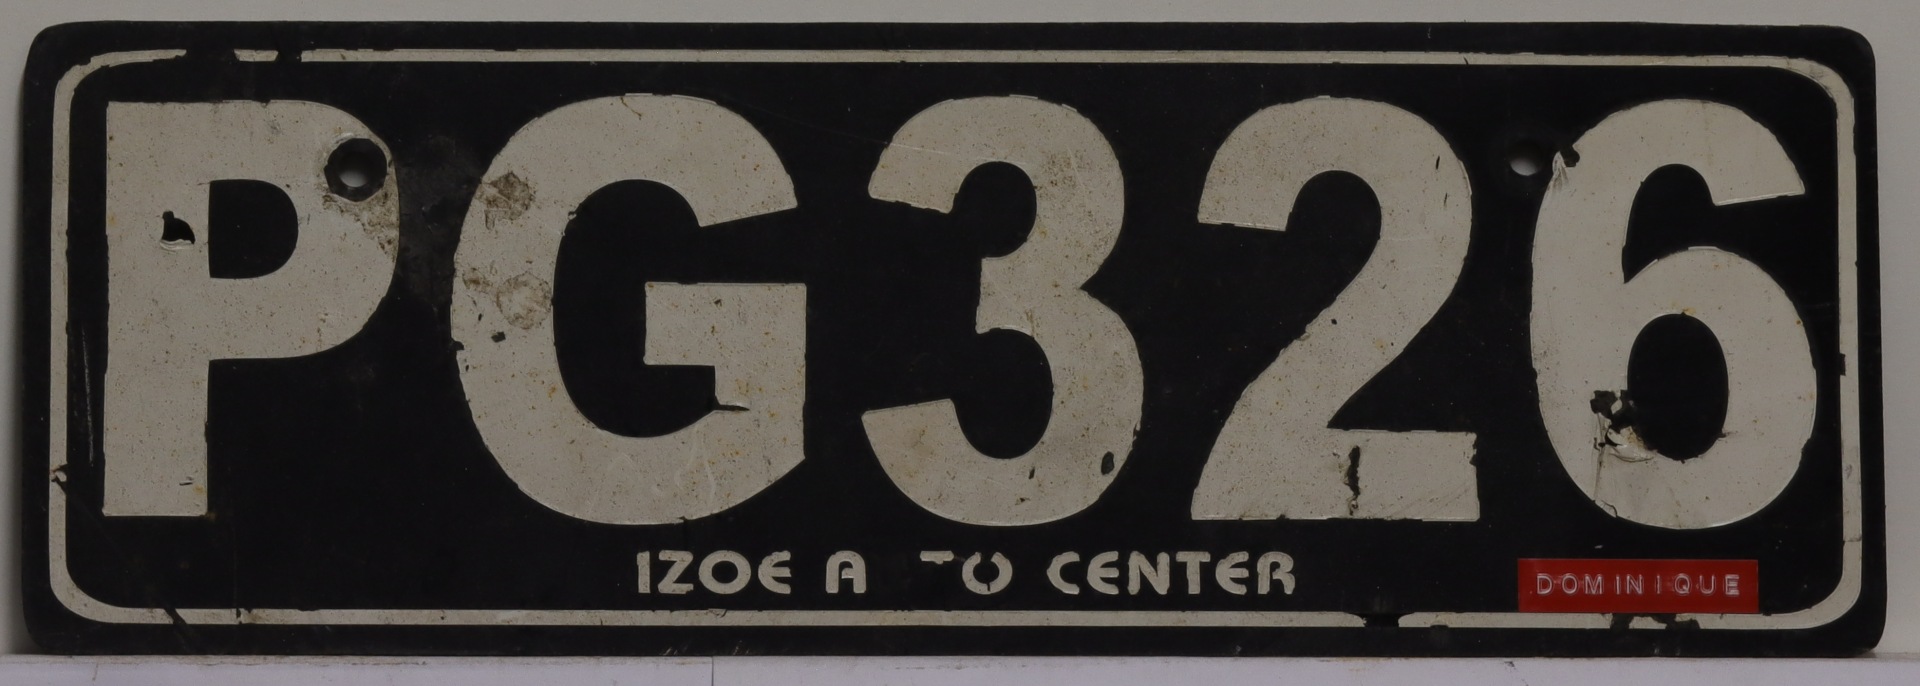 PG326
IZOE A TO CENTER
DOMINIQUE